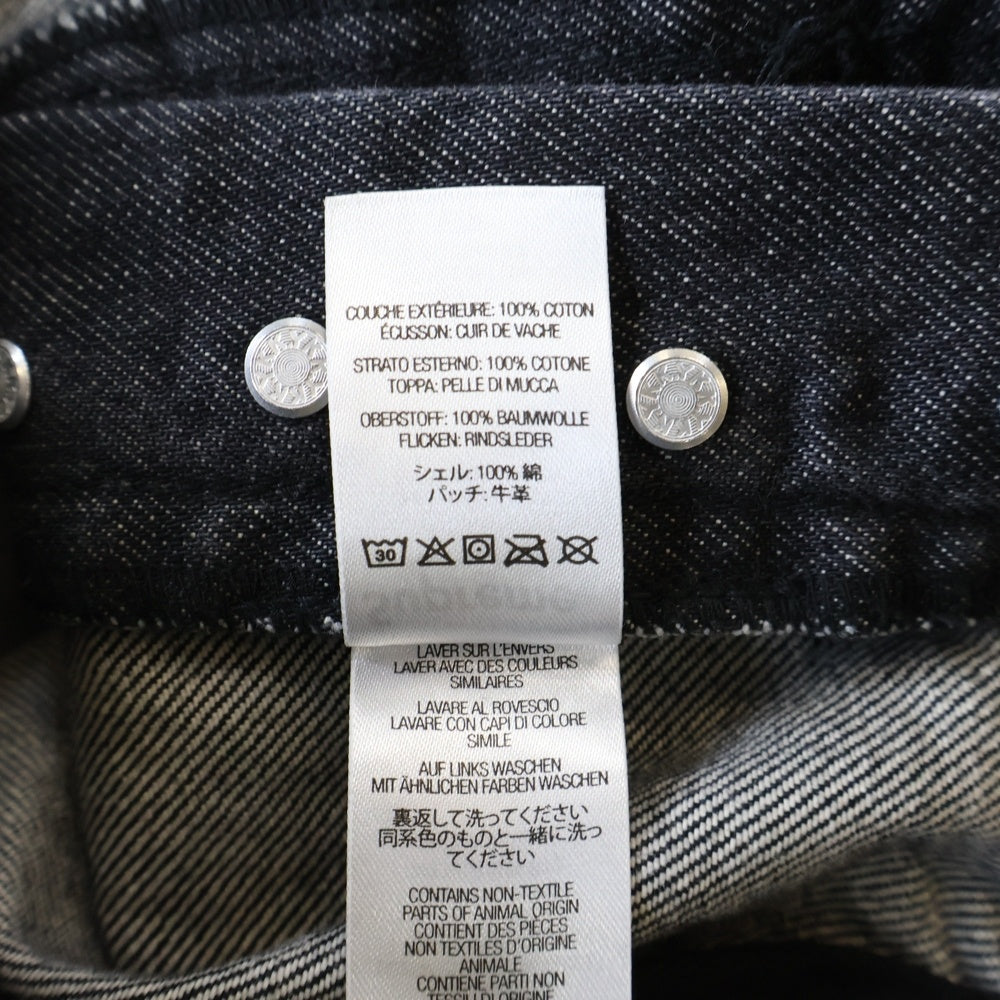 COUCHE EXTÉRIEURE: 100% COTON
ÉCUSSON: CUIR DE VACHE
STRATO ESTERNO: 100% COTONE
TOPPA: PELLE DI MUCCA
OBERSTOFF: 100% BAUMWOLLE
FLICKEN: RINDSLEDER
シェル: 100% 綿
パッチ: 牛革
30
LAVER SUR L'ENVERS
LAVER AVEC DES COULEURS
SIMILAIRES
LAVARE AL ROVESCIO
LAVARE CON CAPI DI COLORE
SIMILE
AUF LINKS WASCHEN
MIT ÄHNLICHEN FARBEN WASCHEN
裏返して洗ってください
同系色のものと一緒に洗っ
てください
CONTAINS NON-TEXTILE
PARTS OF ANIMAL ORIGIN
CONTIENT DES PIÈCES
NON TEXTILES D'ORIGINE
ANIMALE
CONTIENE PARTI NON
TESSILI D'ORIGINE